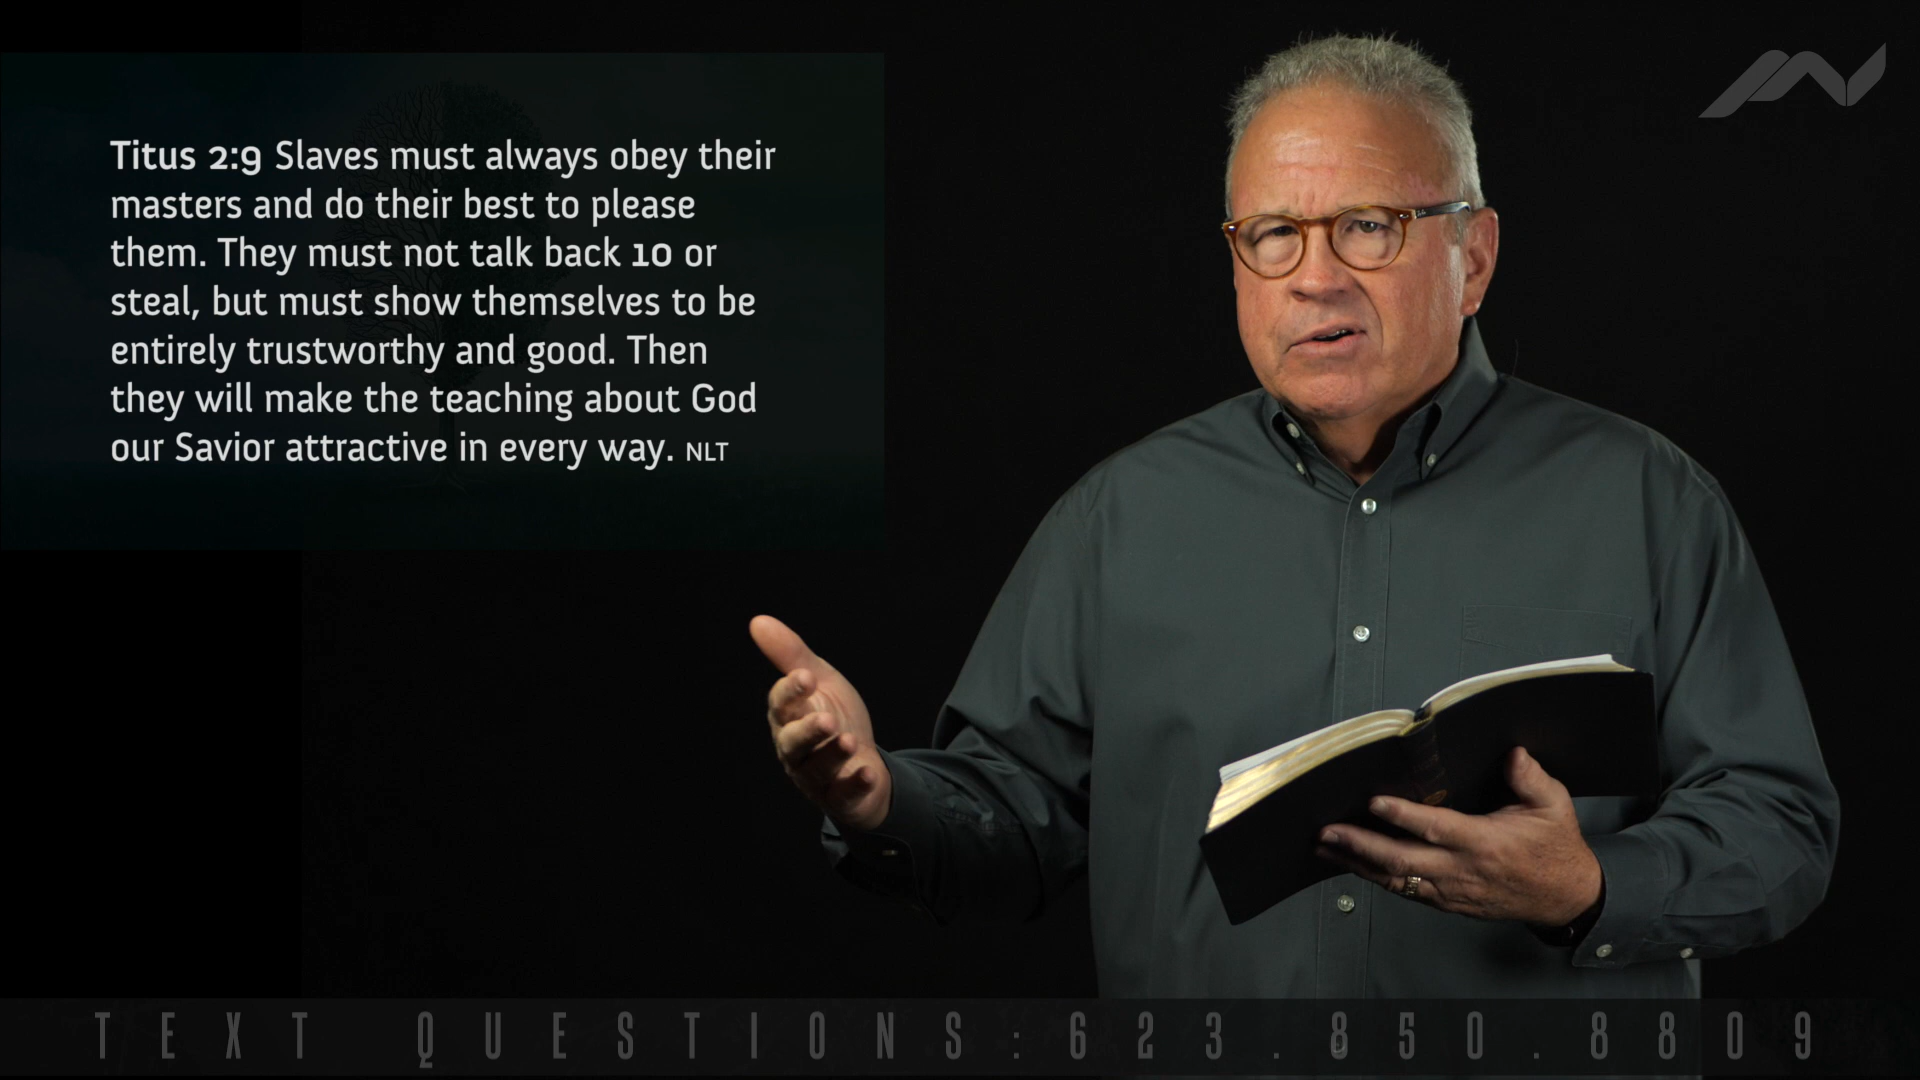 Titus 2:9 Slaves must always obey their
masters and do their best to please
them. They must not talk back 10 or
steal, but must show themselves to be
entirely trustworthy and good. Then
they will make the teaching about God
our Savior attractive in every way. NLT
TEXT QUESTIONS: 623.850.8809